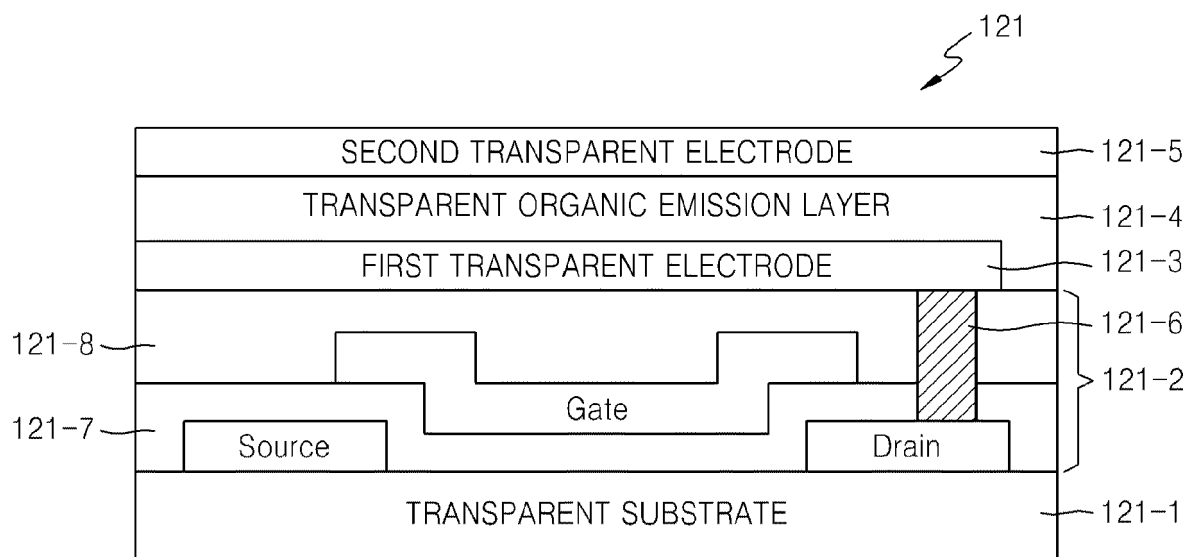 121
SECOND TRANSPARENT ELECTRODE
121-5
TRANSPARENT ORGANIC EMISSION LAYER
121-4
FIRST TRANSPARENT ELECTRODE
121-3
121-6
121-8
121-2
Gate
121-7
Source
Drain
TRANSPARENT SUBSTRATE
121-1